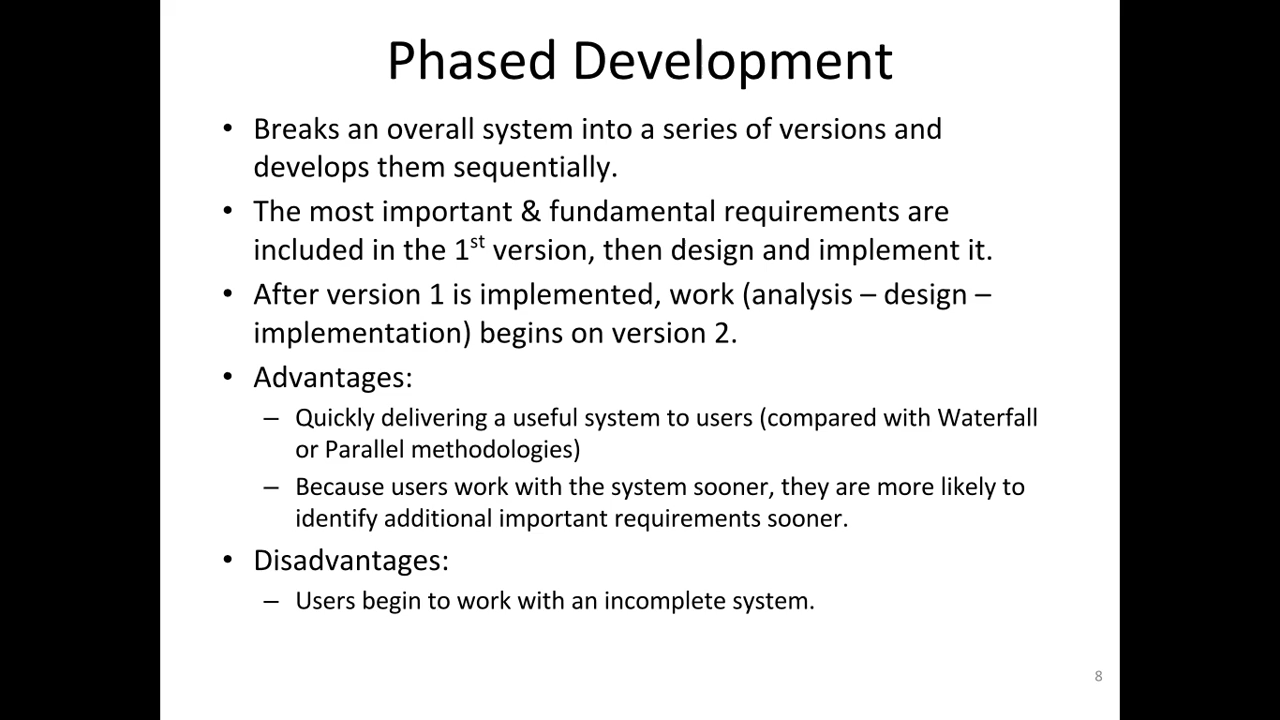 Phased Development
• Breaks an overall system into a series of versions and
develops them sequentially.
• The most important & fundamental requirements are
included in the 1st version, then design and implement it.
• After version 1 is implemented, work (analysis – design –
implementation) begins on version 2.
• Advantages:
– Quickly delivering a useful system to users (compared with Waterfall
or Parallel methodologies)
– Because users work with the system sooner, they are more likely to
identify additional important requirements sooner.
• Disadvantages:
– Users begin to work with an incomplete system.
8